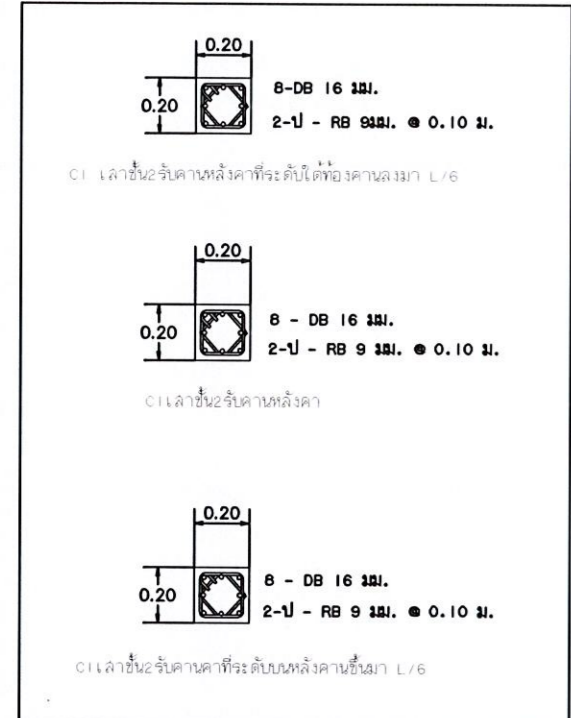 0.20
0.20
8-DB 16 มม.
2-ป - RB 9มม. @ 0.10 ม.
C1 เสาชั้น2รับคานหลังคาที่ระดับใต้ท้องคานลงมา L/6
0.20
0.20
8 - DB 16 มม.
2-ป - RB 9 มม. @ 0.10 ม.
C1เสาชั้น2รับคานหลังคา
0.20
0.20
8 - DB 16 มม.
2-ป - RB 9 มม. @ 0.10 ม.
C1เสาชั้น2รับคานคาที่ระดับบนหลังคานขึ้นมา L/6